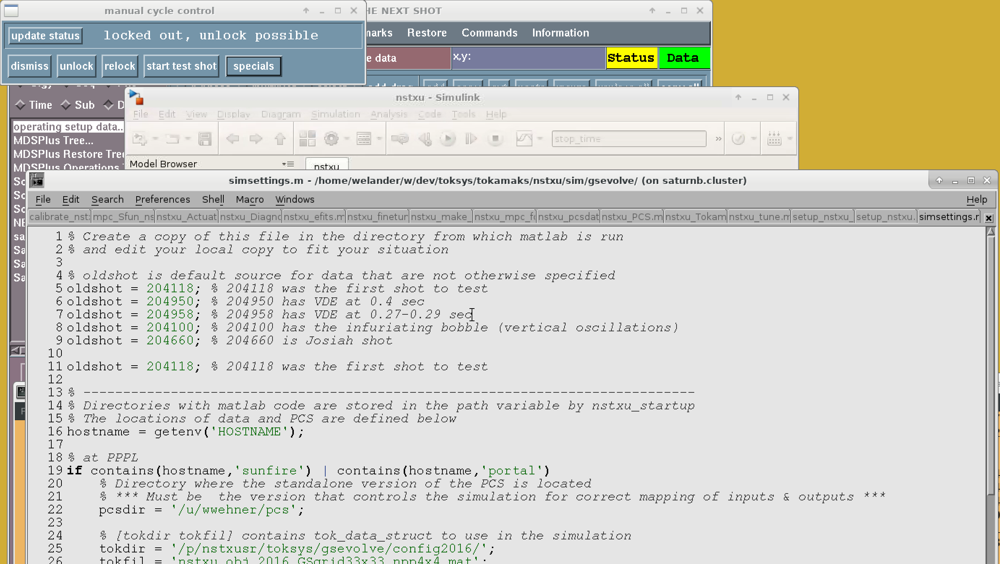 manual cycle control
HE NEXT SHOT
update status locked out, unlock possible
dismiss unlock relock start test shot specials
marks Restore Commands Information
e data x,y: Status Data
Time Sub D
nstxu - Simulink
File Edit View Display Diagram Simulation Analysis Code Tools Help
stop_time »
operating setup data..
MDSPlus Tree...
MDSPlus Restore Tree
MDSPlus Operations
Model Browser nstxu
Sc
Sc
Sc
NE
sa
Sa
Sa
Sa
simsettings.m - /home/welander/w/dev/toksys/tokamaks/nstxu/sim/gsevolve/ (on saturnb.cluster)
File Edit Search Preferences Shell Macro Windows Help
calibrate_nstx mpc_Sfun_ns nstxu_Actuat nstxu_Diagno nstxu_efits.m nstxu_finetur nstxu_make_ nstxu_mpc_fo nstxu_pcsdat nstxu_PCS.m nstxu_Tokam nstxu_tune.m setup_nstxu_ setup_nstxu. simsettings.r
1 % Create a copy of this file in the directory from which matlab is run
2 % and edit your local copy to fit your situation
3
4 % oldshot is default source for data that are not otherwise specified
5 oldshot = 204118; % 204118 was the first shot to test
6 oldshot = 204950; % 204950 has VDE at 0.4 sec
7 oldshot = 204958; % 204958 has VDE at 0.27-0.29 sec
8 oldshot = 204100; % 204100 has the infuriating bobble (vertical oscillations)
9 oldshot = 204660; % 204660 is Josiah shot
10
11 oldshot = 204118; % 204118 was the first shot to test
12
13 % -----------------------------------------------------------------------------
14 % Directories with matlab code are stored in the path variable by nstxu_startup
15 % The locations of data and PCS are defined below
16 hostname = getenv('HOSTNAME');
17
18 % at PPPL
19 if contains(hostname,'sunfire') | contains(hostname,'portal')
20 % Directory where the standalone version of the PCS is located
21 % *** Must be the version that controls the simulation for correct mapping of inputs & outputs ***
22 pcsdir = '/u/wwehner/pcs';
23
24 % [tokdir tokfil] contains tok_data_struct to use in the simulation
25 tokdir = '/p/nstxusr/toksys/gsevolve/config2016/';
26 tokfil = 'nstxu_obj_2016_GSgrid33x33_npp4x4.mat';